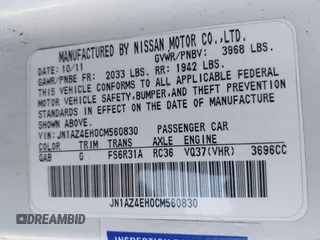 MANUFACTURED BY NISSAN MOTOR CO.,LTD.
DATE: 10/11 GVWR/PNBV: 3968 LBS.
GAWR/PNBE FR: 2033 LBS. RR: 1942 LBS.
THIS VEHICLE CONFORMS TO ALL APPLICABLE FEDERAL
MOTOR VEHICLE SAFETY, BUMPER, AND THEFT PREVENTION
STANDARDS IN EFFECT ON THE DATE OF MANUFACTURE
SHOWN ABOVE.
VIN:JN1AZ4EH0CM560830 PASSENGER CAR
COLOR TRIM TRANS AXLE ENGINE
QAB G FS6R31A RC36 VQ37(VHR) 3696CC
JN1AZ4EH0CM560830
AUTOBIDMASTER